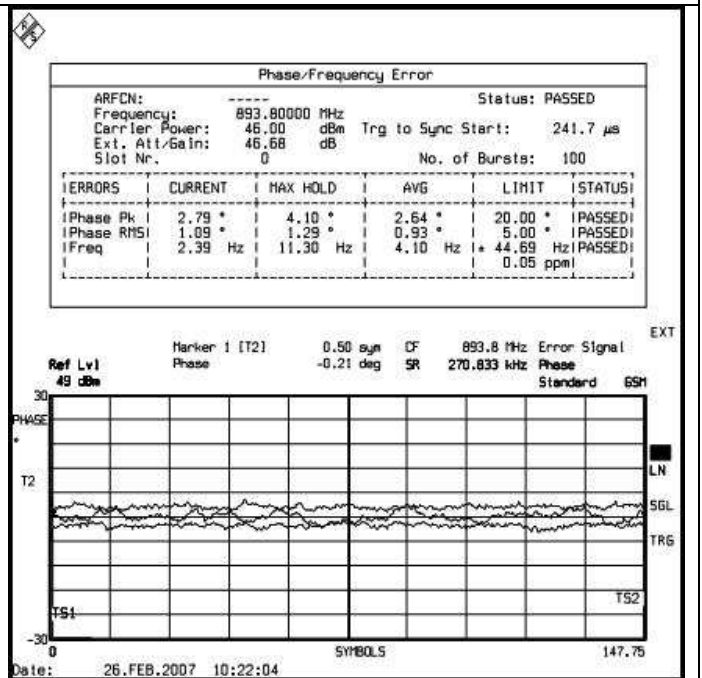 R/S
Phase/Frequency Error
ARFCN: ----- Status: PASSED
Frequency: 893.80000 MHz
Carrier Power: 46.00 dBm Trg to Sync Start: 241.7 µs
Ext. Att/Gain: 46.68 dB
Slot Nr. 0 No. of Bursts: 100
ERRORS CURRENT MAX HOLD AVG LIMIT STATUS
Phase Pk 2.79 ° 4.10 ° 2.64 ° 20.00 ° PASSED
Phase RMS 1.09 ° 1.29 ° 0.93 ° 5.00 ° PASSED
Freq 2.39 Hz 11.30 Hz 4.10 Hz ± 44.69 Hz PASSED
0.05 ppm
EXT
Marker 1 [T2] 0.50 sym CF 893.8 MHz Error Signal
Ref Lvl Phase -0.21 deg SR 270.833 kHz Phase
49 dBm Standard GSM
30
PHASE
°
LN
T2
SGL
TRG
TS2
TS1
-30
0 SYMBOLS 147.75
Date: 26.FEB.2007 10:22:04